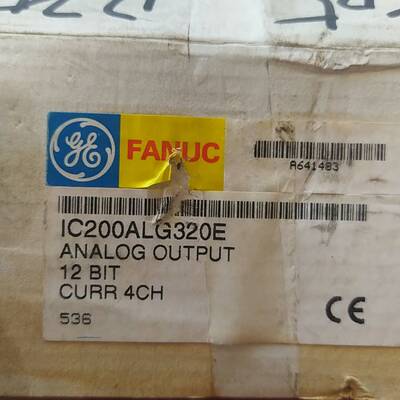 GE FANUC
A641483
IC200ALG320E
ANALOG OUTPUT
12 BIT
CURR 4CH
536
CE